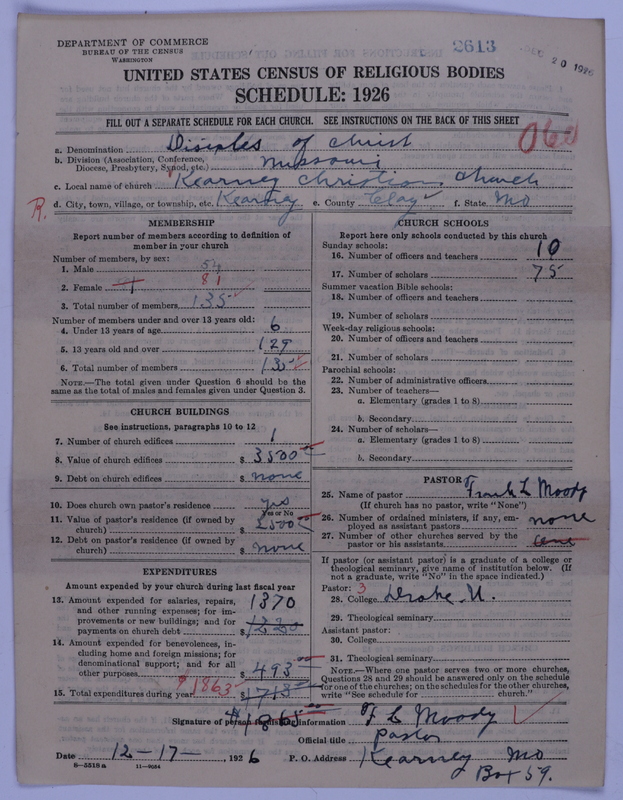 DEPARTMENT OF COMMERCE
BUREAU OF THE CENSUS
WASHINGTON
2613
DEC 20 1926
UNITED STATES CENSUS OF RELIGIOUS BODIES
SCHEDULE: 1926
FILL OUT A SEPARATE SCHEDULE FOR EACH CHURCH. SEE INSTRUCTIONS ON THE BACK OF THIS SHEET
060
a. Denomination Disciples of Christ
b. Division (Association, Conference, Diocese, Presbytery, Synod, etc.) Missouri
c. Local name of church Kearney Christian Church
R. d. City, town, village, or township, etc. Kearney e. County Clay f. State Mo
MEMBERSHIP
Report number of members according to definition of
member in your church
Number of members, by sex:
1. Male 54
2. Female 81
3. Total number of members 135
Number of members under and over 13 years old:
4. Under 13 years of age 6
5. 13 years old and over 129
6. Total number of members 135
NOTE.—The total given under Question 6 should be the
same as the total of males and females given under Question 3.
CHURCH BUILDINGS
See instructions, paragraphs 10 to 12
7. Number of church edifices 1
8. Value of church edifices $ 3500
9. Debt on church edifices $ none
10. Does church own pastor's residence yes
Yes or No
11. Value of pastor's residence (if owned by
church) $ 2500
12. Debt on pastor's residence (if owned by
church) $ none
EXPENDITURES
Amount expended by your church during last fiscal year
13. Amount expended for salaries, repairs, 1370
and other running expenses; for im-
provements or new buildings; and for
payments on church debt $ 1220
14. Amount expended for benevolences, in-
cluding home and foreign missions; for
denominational support; and for all
other purposes $ 493
15. Total expenditures during year $1863 $ 1713
CHURCH SCHOOLS
Report here only schools conducted by this church
Sunday schools:
16. Number of officers and teachers 10
17. Number of scholars 75
Summer vacation Bible schools:
18. Number of officers and teachers
19. Number of scholars
Week-day religious schools:
20. Number of officers and teachers
21. Number of scholars
Parochial schools:
22. Number of administrative officers
23. Number of teachers—
a. Elementary (grades 1 to 8)
b. Secondary
24. Number of scholars—
a. Elementary (grades 1 to 8)
b. Secondary
PASTOR
25. Name of pastor Frank L Moody
(If church has no pastor, write "None")
26. Number of ordained ministers, if any, em-
ployed as assistant pastors none
27. Number of other churches served by the
pastor or his assistants one
If pastor (or assistant pastor) is a graduate of a college or
theological seminary, give name of institution below. (If
not a graduate, write "No" in the space indicated.)
Pastor: 3
28. College Drake U.
29. Theological seminary
Assistant pastor:
30. College
31. Theological seminary
NOTE.—Where one pastor serves two or more churches,
Questions 28 and 29 should be answered only on the schedule
for one of the churches; on the schedules for the other churches,
write "See schedule for church."
$1863
Signature of person furnishing information F L Moody
Official title pastor
Date 12-17-, 1926 P. O. Address Kearney Mo
8-5518a 11-9034 Box 59.